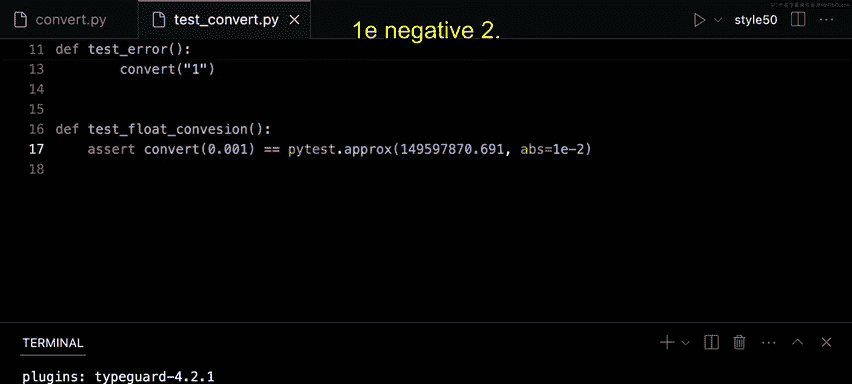 convert.py
test_convert.py
style50
1e negative 2.
11 def test_error():
13 convert("1")
14
15
16 def test_float_convesion():
17 assert convert(0.001) == pytest.approx(149597870.691, abs=1e-2)
18
TERMINAL
plugins: typeguard-4.2.1